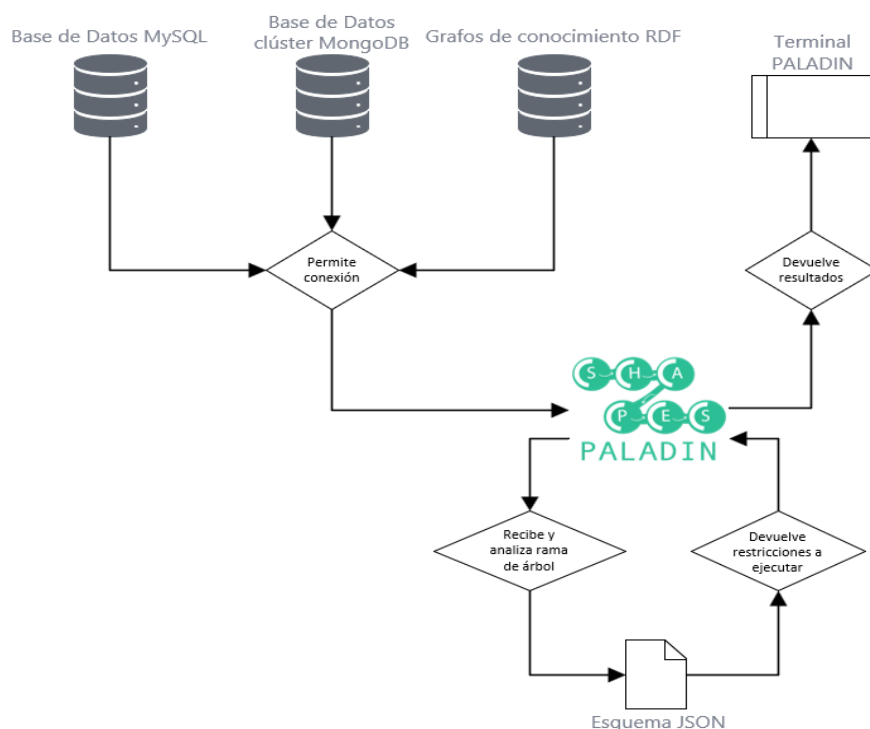 Base de Datos MySQL
Base de Datos
clúster MongoDB
Grafos de conocimiento RDF
Terminal
PALADIN
Permite
conexión
Devuelve
resultados
S H A
P E S
PALADIN
Recibe y
analiza rama
de árbol
Devuelve
restricciones a
ejecutar
Esquema JSON